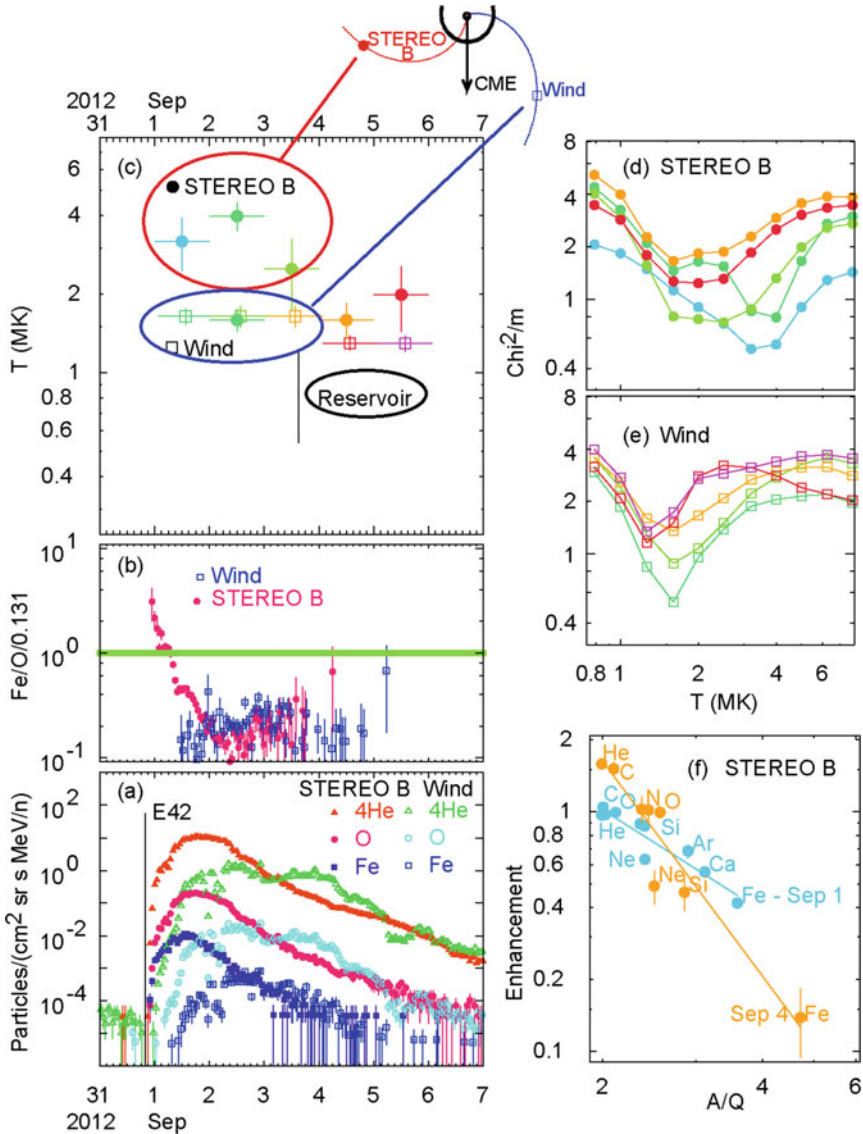 STEREO
B
CME
Wind
2012 Sep
31 1 2 3 4 5 6 7
(c)
STEREO B
Wind
Reservoir
T (MK)
6
4
2
1
0.8
0.6
0.4
0.2
(b)
Wind
STEREO B
Fe/O/0.131
10¹
10⁰
10⁻¹
(a)
E42
STEREO B Wind
4He 4He
O O
Fe Fe
Particles/(cm² sr s MeV/n)
10²
10⁰
10⁻²
10⁻⁴
31 1 2 3 4 5 6 7
2012 Sep
(d) STEREO B
8
4
2
1
0.4
Chi²/m
(e) Wind
8
4
2
1
0.4
0.8 1 2 4 6
T (MK)
(f) STEREO B
2
1
0.8
0.6
0.4
0.2
0.1
Enhancement
He
C
C O N O
He Si
Ne Ar
Ne Si Ca
Fe - Sep 1
Sep 4 Fe
2 4 6
A/Q